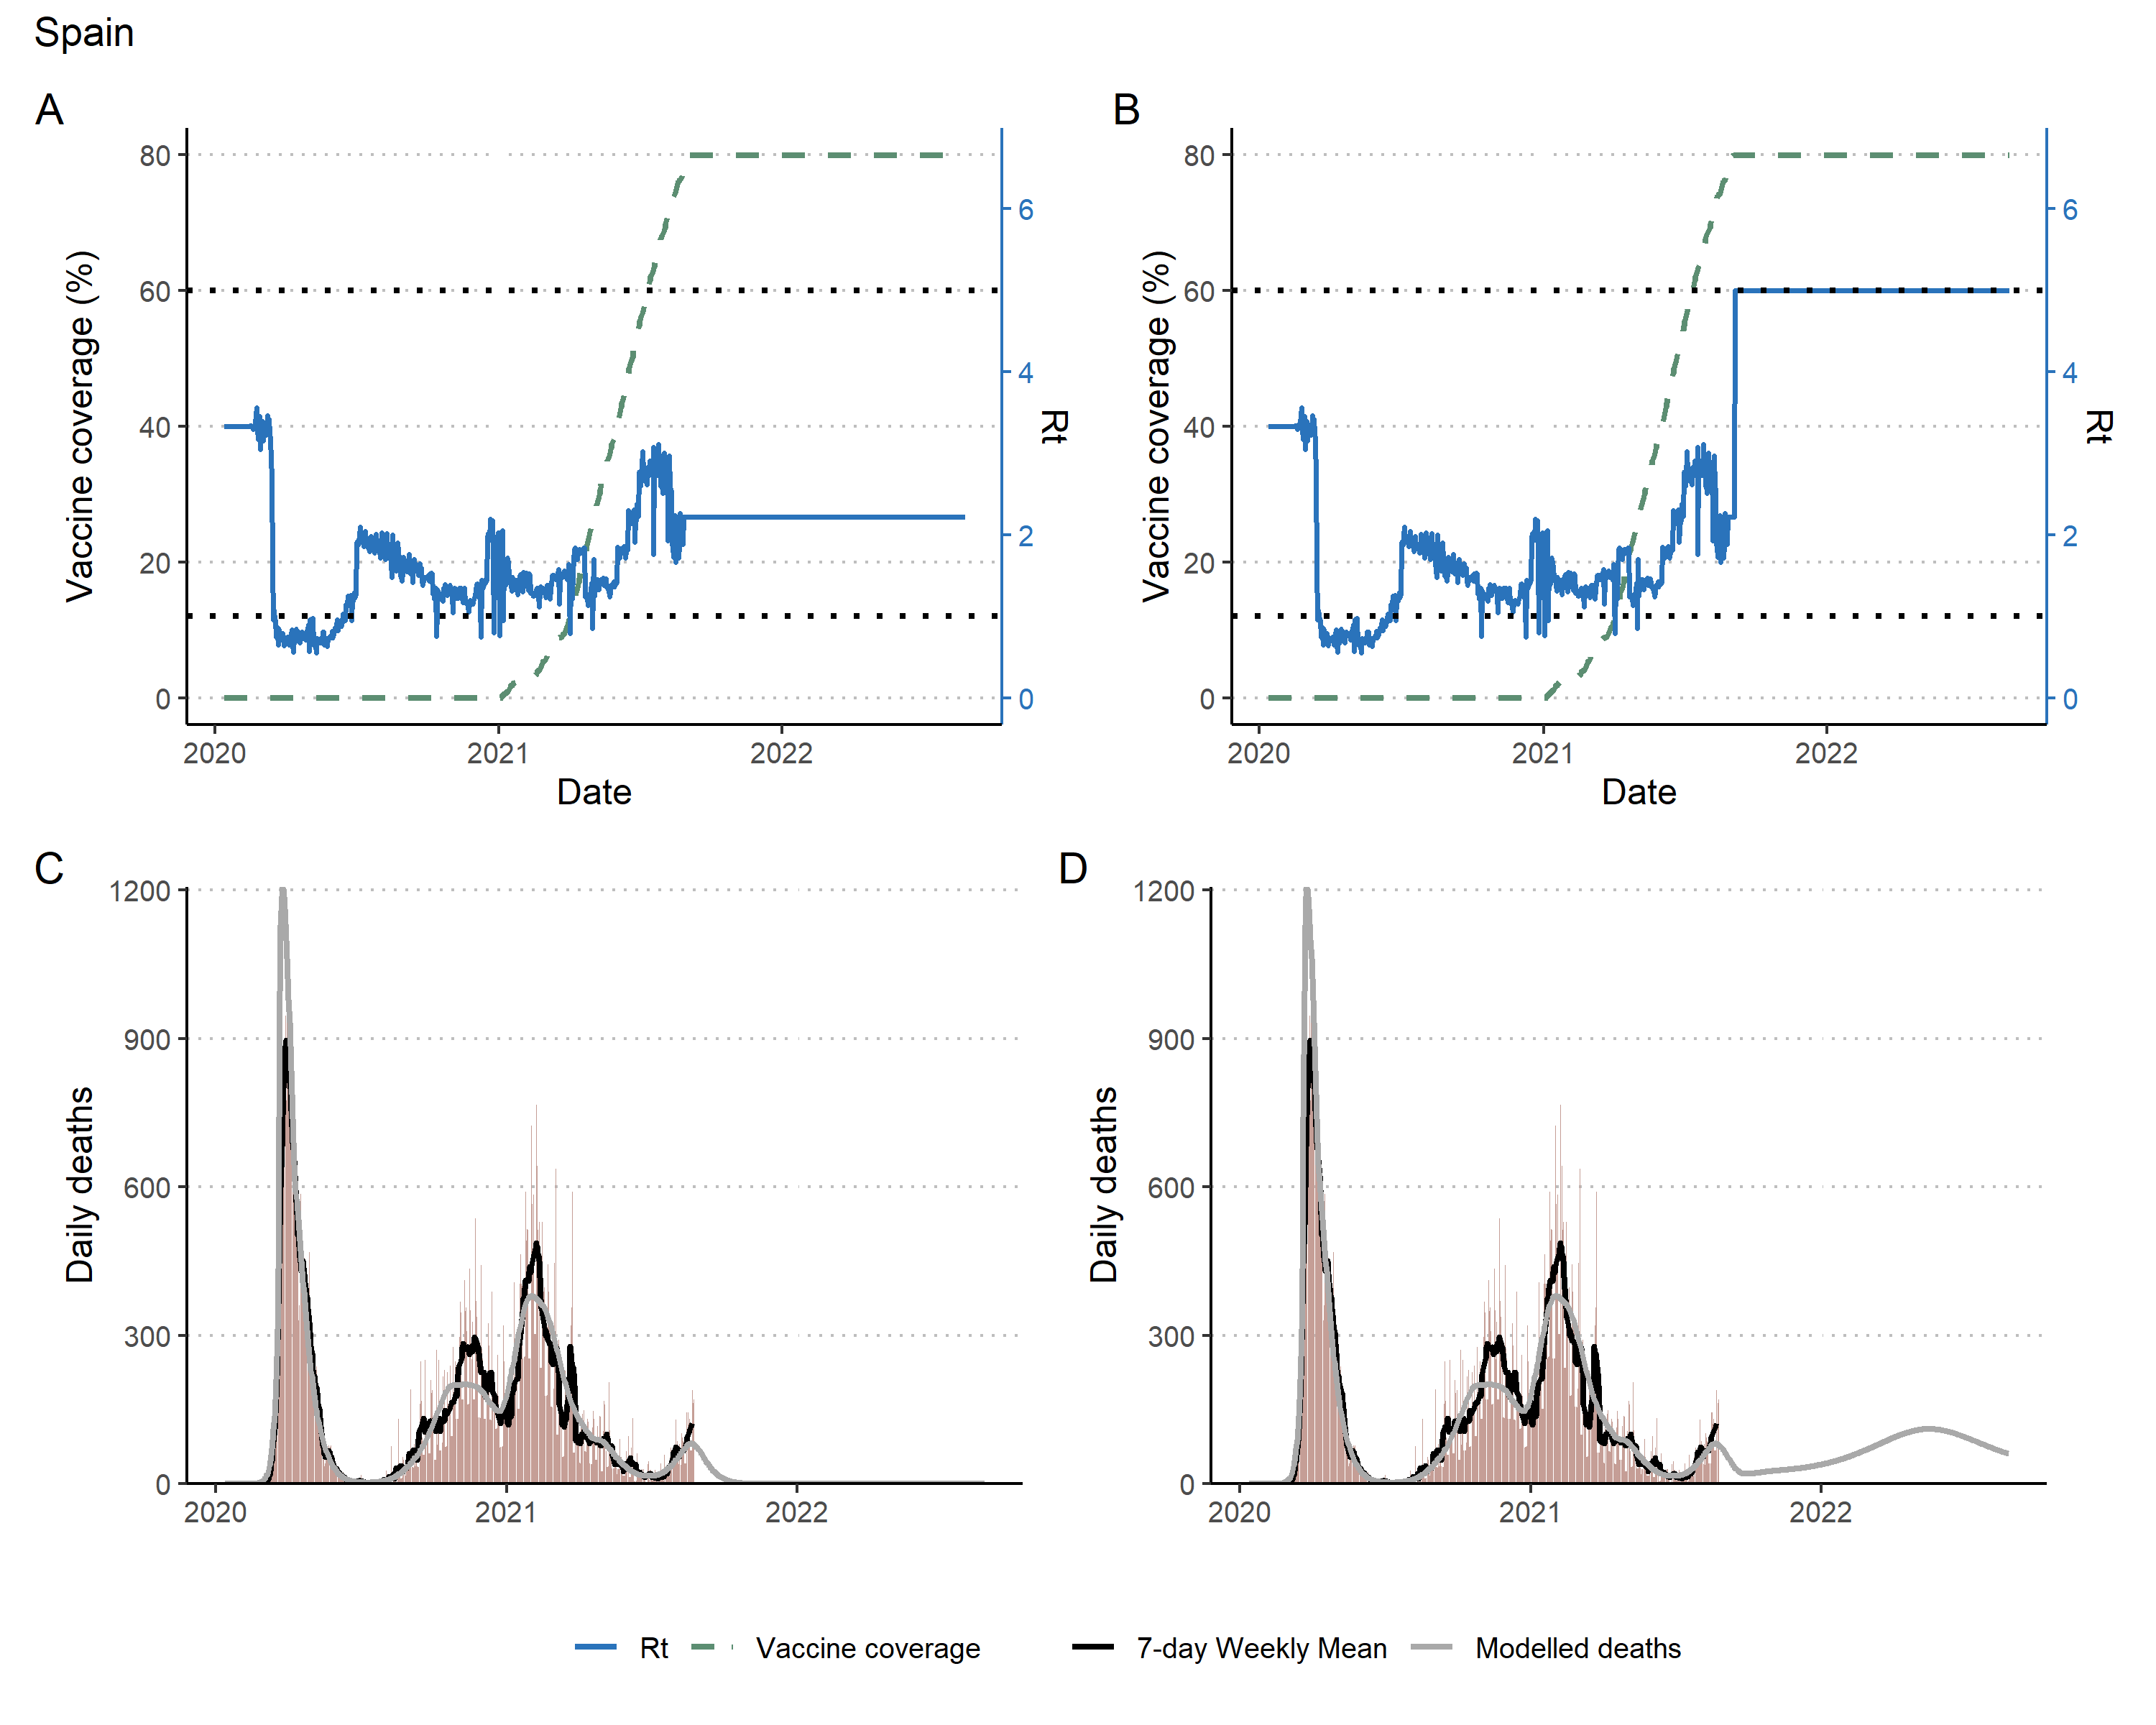 Spain
A
80
60
40
20
0
Vaccine coverage (%)
6
4
2
0
Rt
2020 2021 2022
Date
B
80
60
40
20
0
Vaccine coverage (%)
6
4
2
0
Rt
2020 2021 2022
Date
C
1200
900
600
300
0
Daily deaths
2020 2021 2022
D
1200
900
600
300
0
Daily deaths
2020 2021 2022
Rt Vaccine coverage 7-day Weekly Mean Modelled deaths